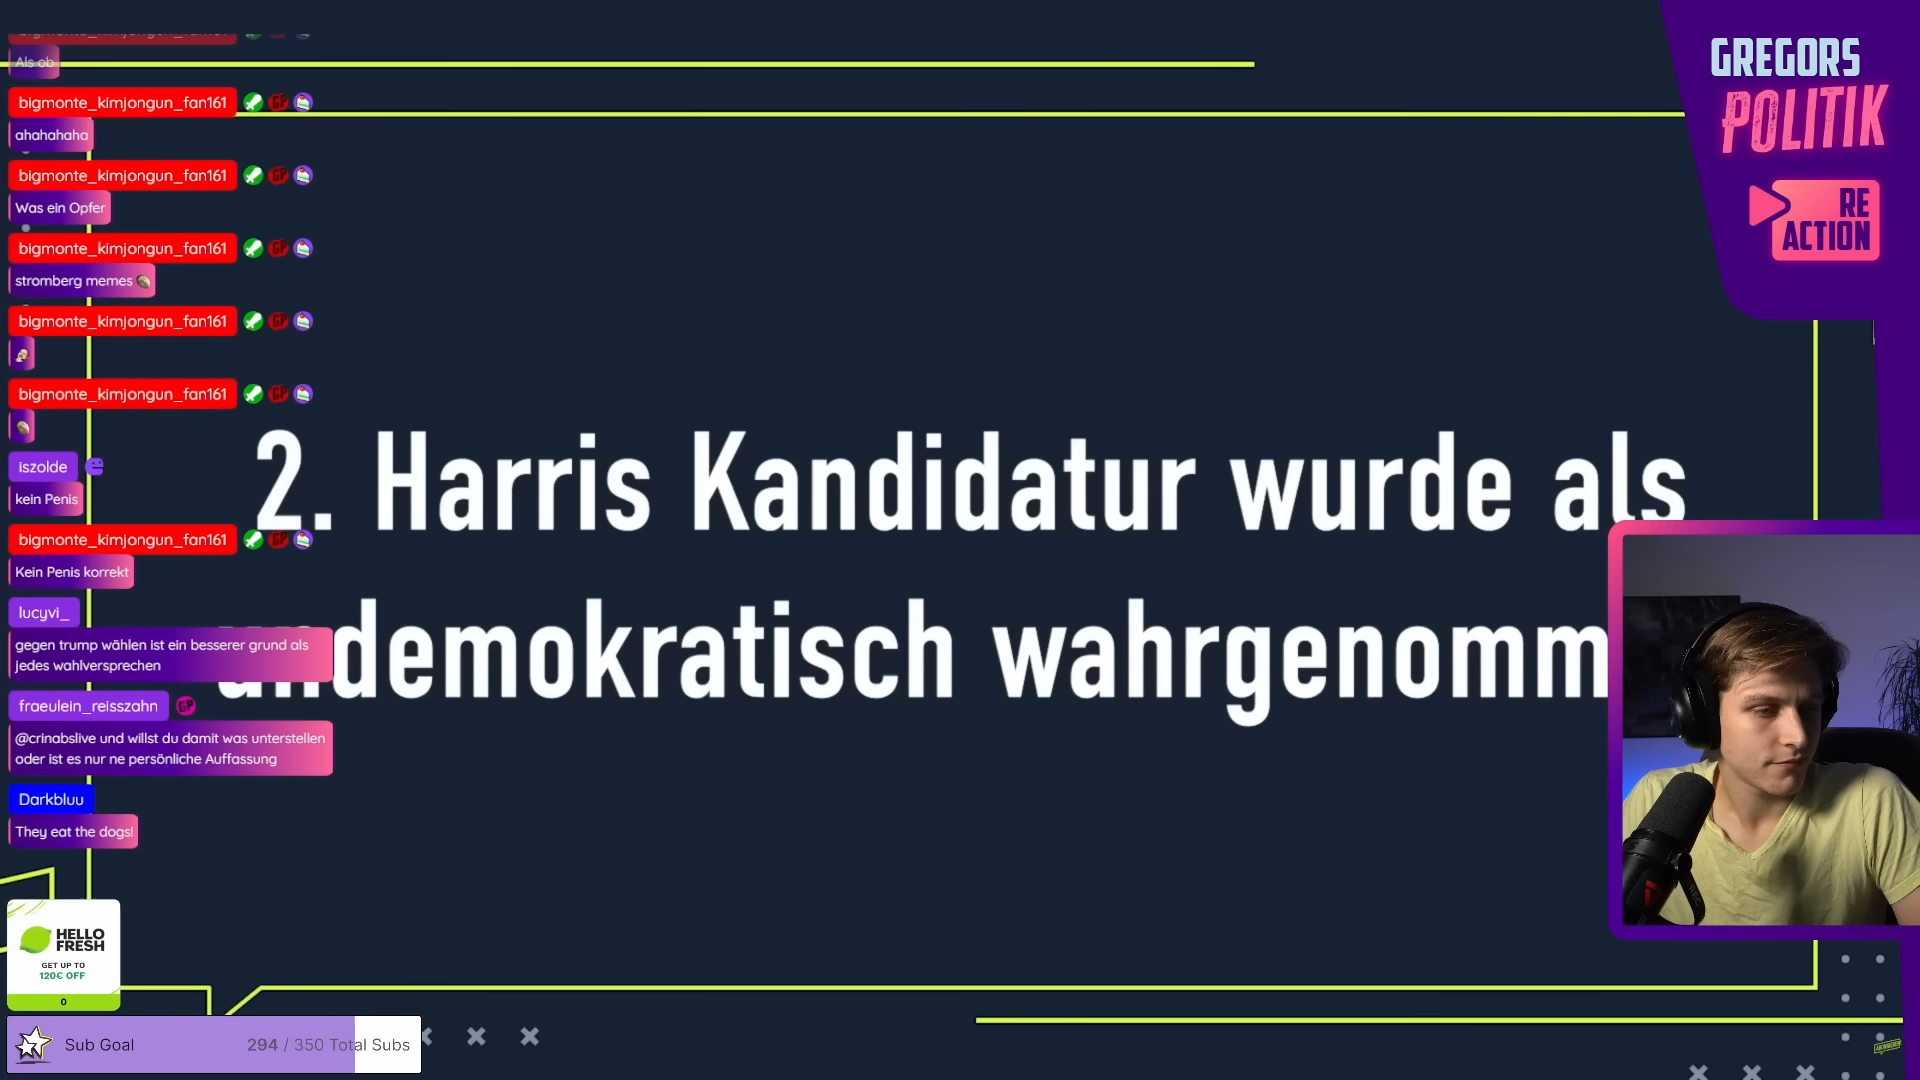 Als ob
bigmonte_kimjongun_fan161
ahahahaha
bigmonte_kimjongun_fan161
Was ein Opfer
bigmonte_kimjongun_fan161
stromberg memes
bigmonte_kimjongun_fan161
bigmonte_kimjongun_fan161
iszolde
kein Penis
bigmonte_kimjongun_fan161
Kein Penis korrekt
lucyvi_
gegen trump wählen ist ein besserer grund als
jedes wahlversprechen
fraeulein_reisszahn
@crinabslive und willst du damit was unterstellen
oder ist es nur ne persönliche Auffassung
Darkbluu
They eat the dogs!
2. Harris Kandidatur wurde als
undemokratisch wahrgenomm
GREGORS
POLITIK
RE
ACTION
HELLO
FRESH
GET UP TO
120€ OFF
0
Sub Goal 294 / 350 Total Subs